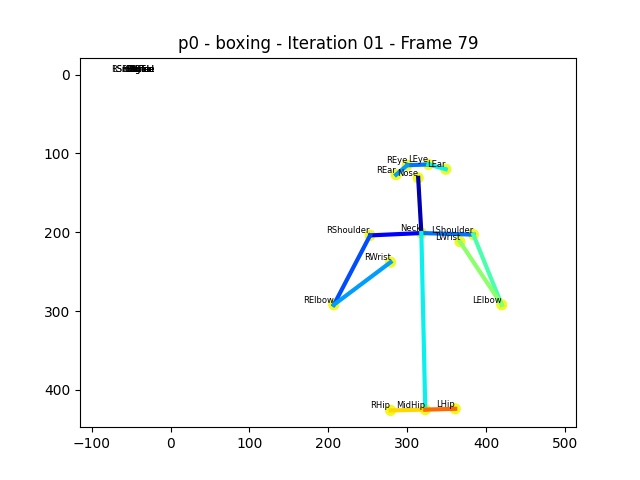 p0 - boxing - Iteration 01 - Frame 79
0
100
200
300
400
REye
LEye
LEar
REar
Nose
RShoulder
Neck
LShoulder
LWrist
RWrist
RElbow
LElbow
RHip
MidHip
LHip
−100
0
100
200
300
400
500